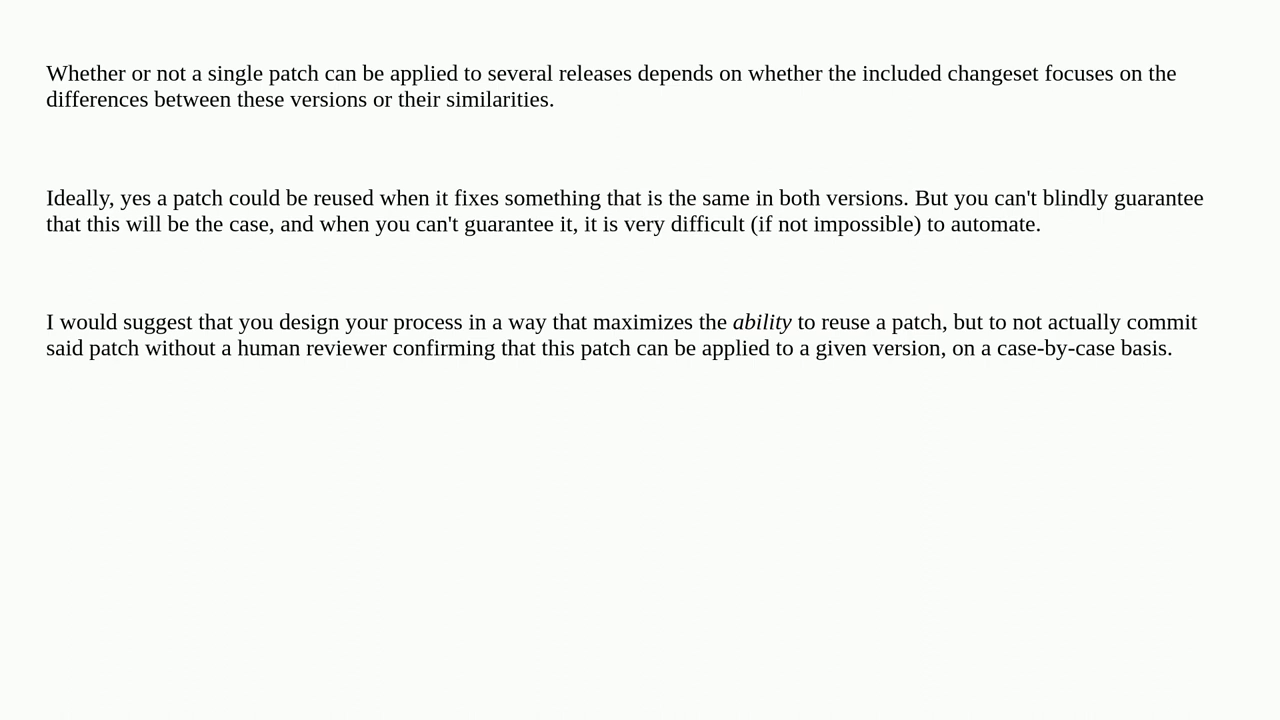 Whether or not a single patch can be applied to several releases depends on whether the included changeset focuses on the
differences between these versions or their similarities.
Ideally, yes a patch could be reused when it fixes something that is the same in both versions. But you can't blindly guarantee
that this will be the case, and when you can't guarantee it, it is very difficult (if not impossible) to automate.
I would suggest that you design your process in a way that maximizes the ability to reuse a patch, but to not actually commit
said patch without a human reviewer confirming that this patch can be applied to a given version, on a case-by-case basis.